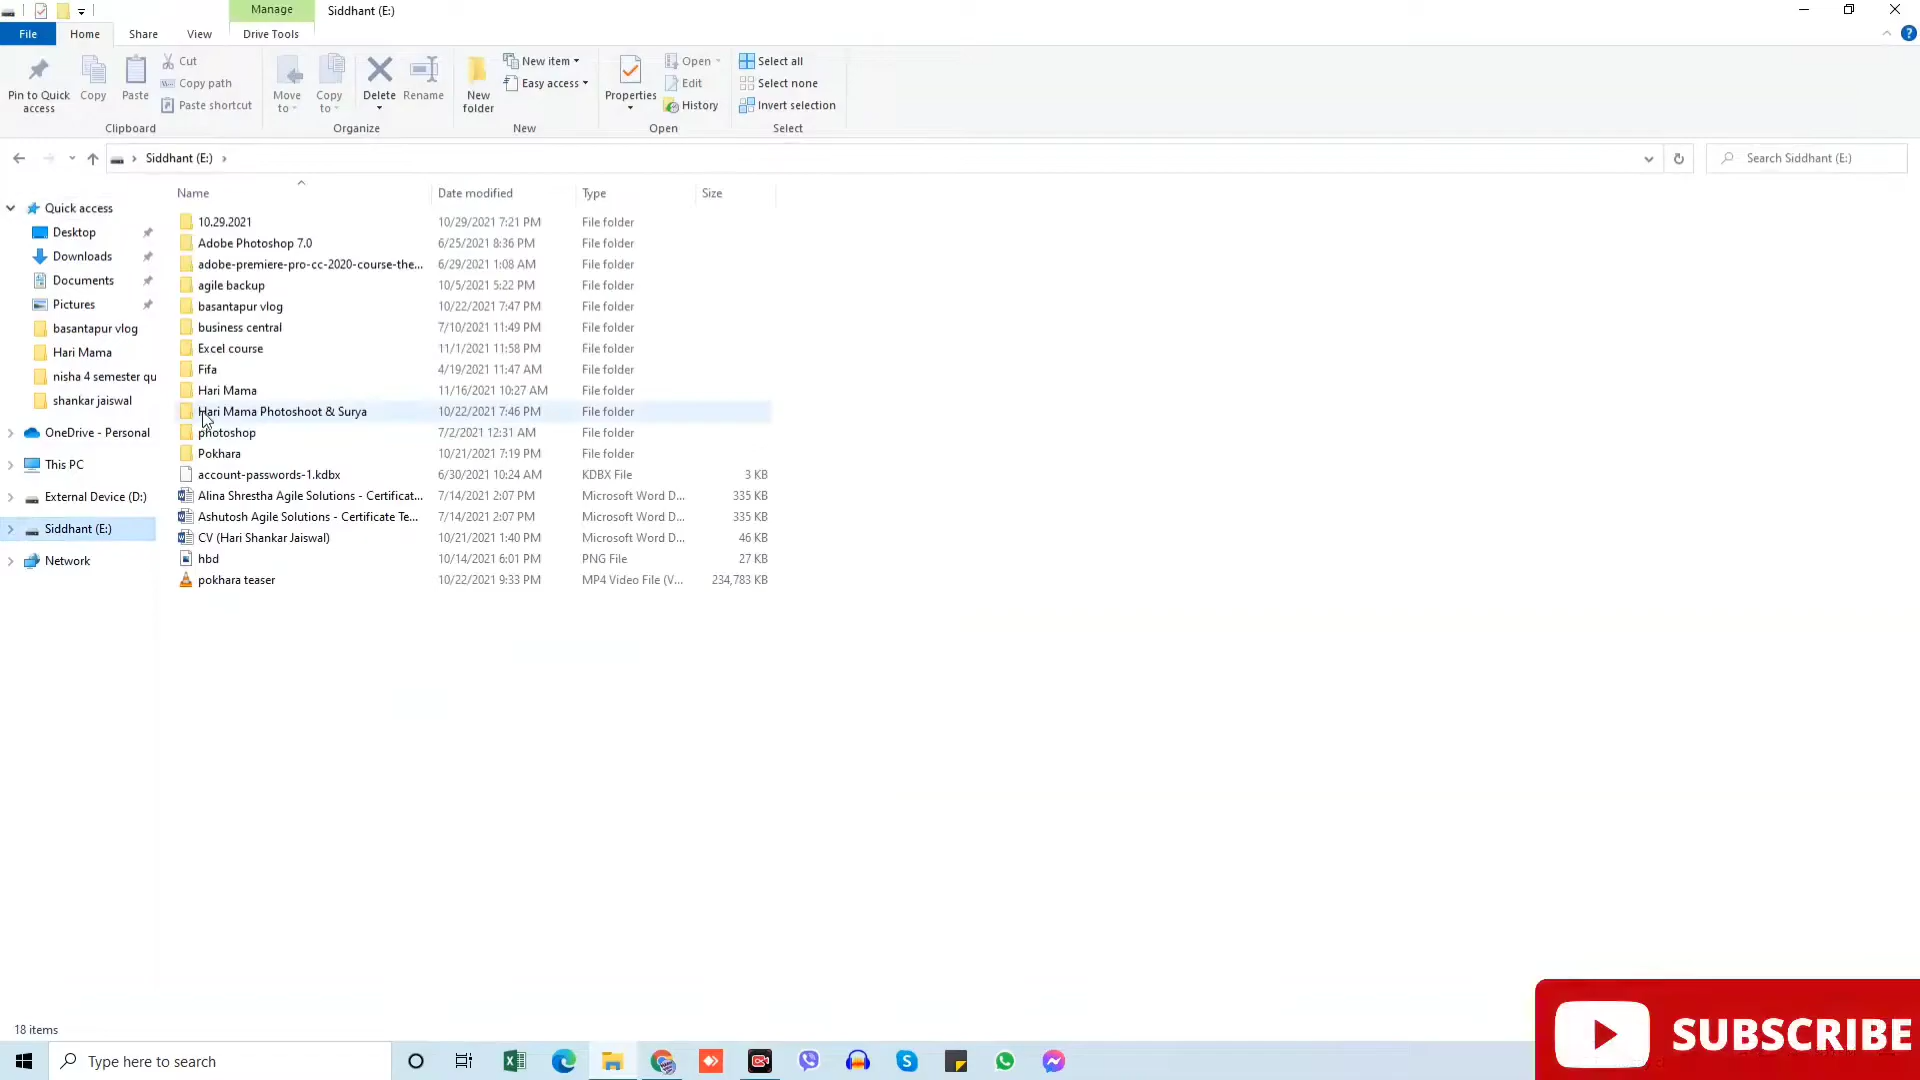 Manage Siddhant (E:)
File Home Share View Drive Tools
Pin to Quick access
Copy
Paste
Cut
Copy path
Paste shortcut
Clipboard
Move to
Copy to
Delete
Rename
Organize
New folder
New item
Easy access
New
Properties
Open
Edit
History
Open
Select all
Select none
Invert selection
Select
Siddhant (E:)
Search Siddhant (E:)
Quick access
Desktop
Downloads
Documents
Pictures
basantapur vlog
Hari Mama
nisha 4 semester qu
shankar jaiswal
OneDrive - Personal
This PC
External Device (D:)
Siddhant (E:)
Network
Name Date modified Type Size
10.29.2021 10/29/2021 7:21 PM File folder
Adobe Photoshop 7.0 6/25/2021 8:36 PM File folder
adobe-premiere-pro-cc-2020-course-the... 6/29/2021 1:08 AM File folder
agile backup 10/5/2021 5:22 PM File folder
basantapur vlog 10/22/2021 7:47 PM File folder
business central 7/10/2021 11:49 PM File folder
Excel course 11/1/2021 11:58 PM File folder
Fifa 4/19/2021 11:47 AM File folder
Hari Mama 11/16/2021 10:27 AM File folder
Hari Mama Photoshoot & Surya 10/22/2021 7:46 PM File folder
photoshop 7/2/2021 12:31 AM File folder
Pokhara 10/21/2021 7:19 PM File folder
account-passwords-1.kdbx 6/30/2021 10:24 AM KDBX File 3 KB
Alina Shrestha Agile Solutions - Certificat... 7/14/2021 2:07 PM Microsoft Word D... 335 KB
Ashutosh Agile Solutions - Certificate Te... 7/14/2021 2:07 PM Microsoft Word D... 335 KB
CV (Hari Shankar Jaiswal) 10/21/2021 1:40 PM Microsoft Word D... 46 KB
hbd 10/14/2021 6:01 PM PNG File 27 KB
pokhara teaser 10/22/2021 9:33 PM MP4 Video File (V... 234,783 KB
18 items
SUBSCRIBE
Type here to search